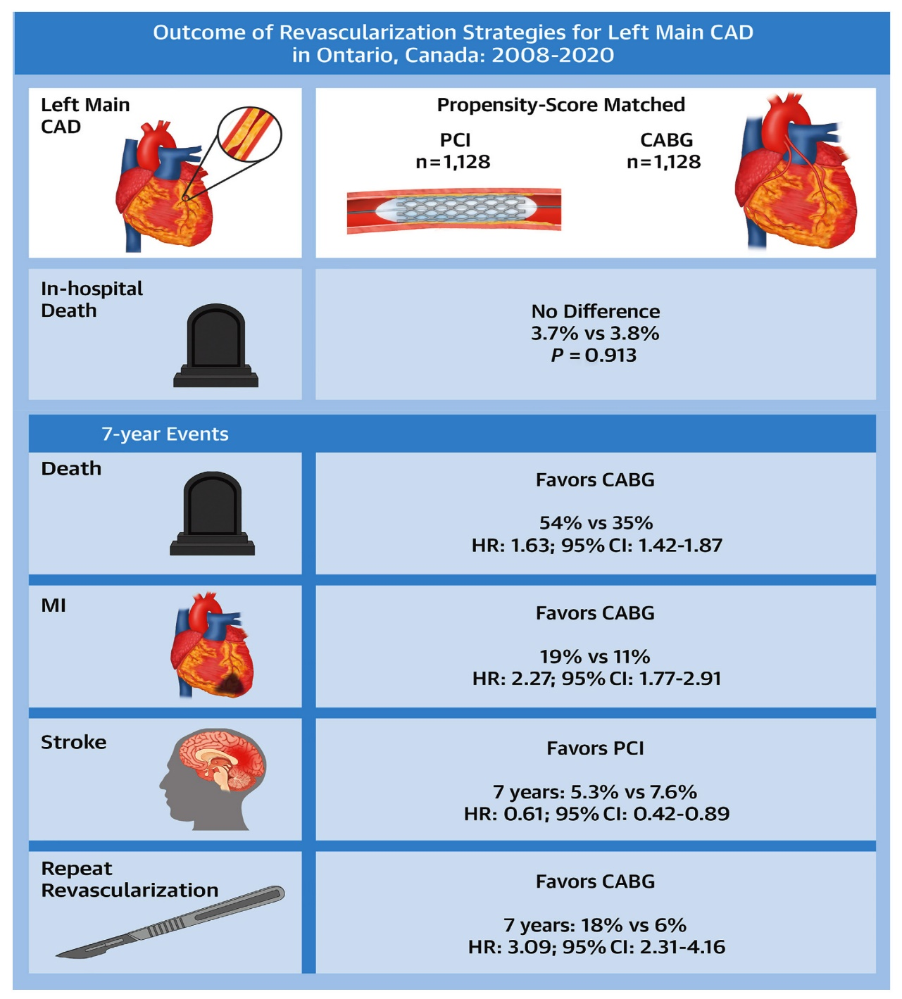 Outcome of Revascularization Strategies for Left Main CAD
in Ontario, Canada: 2008-2020
Left Main
CAD
Propensity-Score Matched
PCI
n=1,128
CABG
n=1,128
In-hospital
Death
No Difference
3.7% vs 3.8%
P = 0.913
7-year Events
Death
Favors CABG
54% vs 35%
HR: 1.63; 95% CI: 1.42-1.87
MI
Favors CABG
19% vs 11%
HR: 2.27; 95% CI: 1.77-2.91
Stroke
Favors PCI
7 years: 5.3% vs 7.6%
HR: 0.61; 95% CI: 0.42-0.89
Repeat
Revascularization
Favors CABG
7 years: 18% vs 6%
HR: 3.09; 95% CI: 2.31-4.16